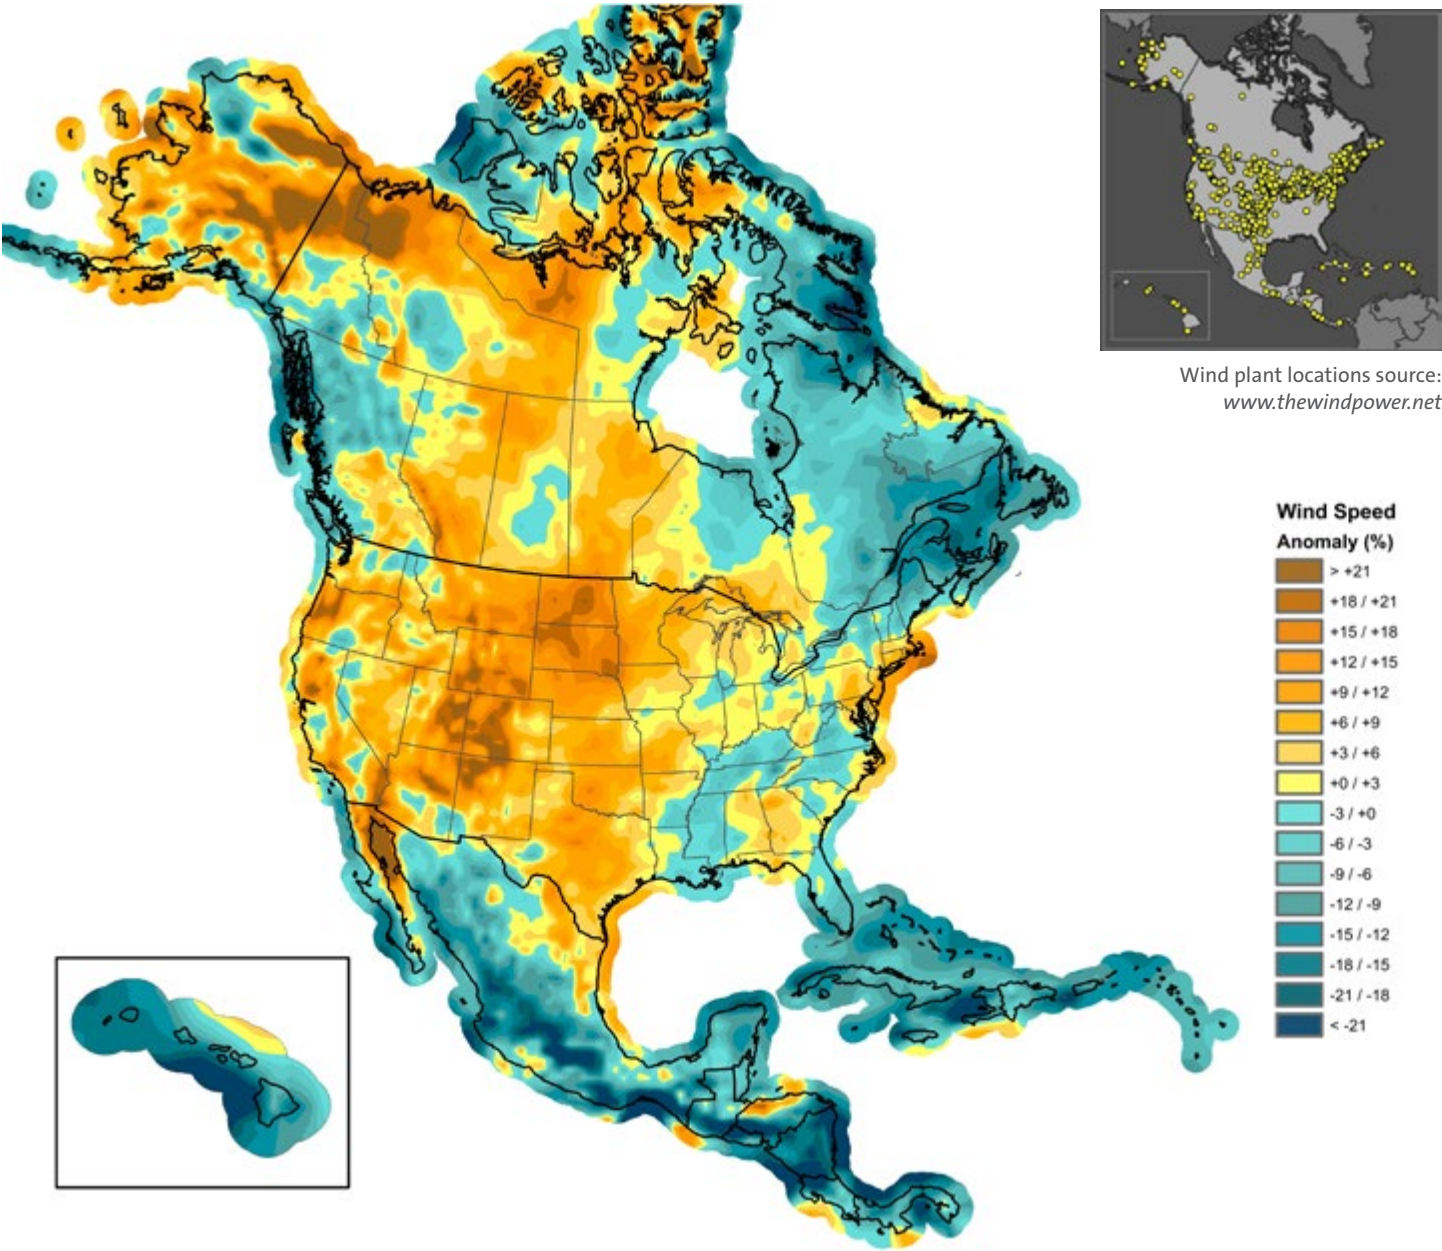 Wind plant locations source:
www.thewindpower.net
Wind Speed
Anomaly (%)
> +21
+18 / +21
+15 / +18
+12 / +15
+9 / +12
+6 / +9
+3 / +6
+0 / +3
-3 / +0
-6 / -3
-9 / -6
-12 / -9
-15 / -12
-18 / -15
-21 / -18
< -21